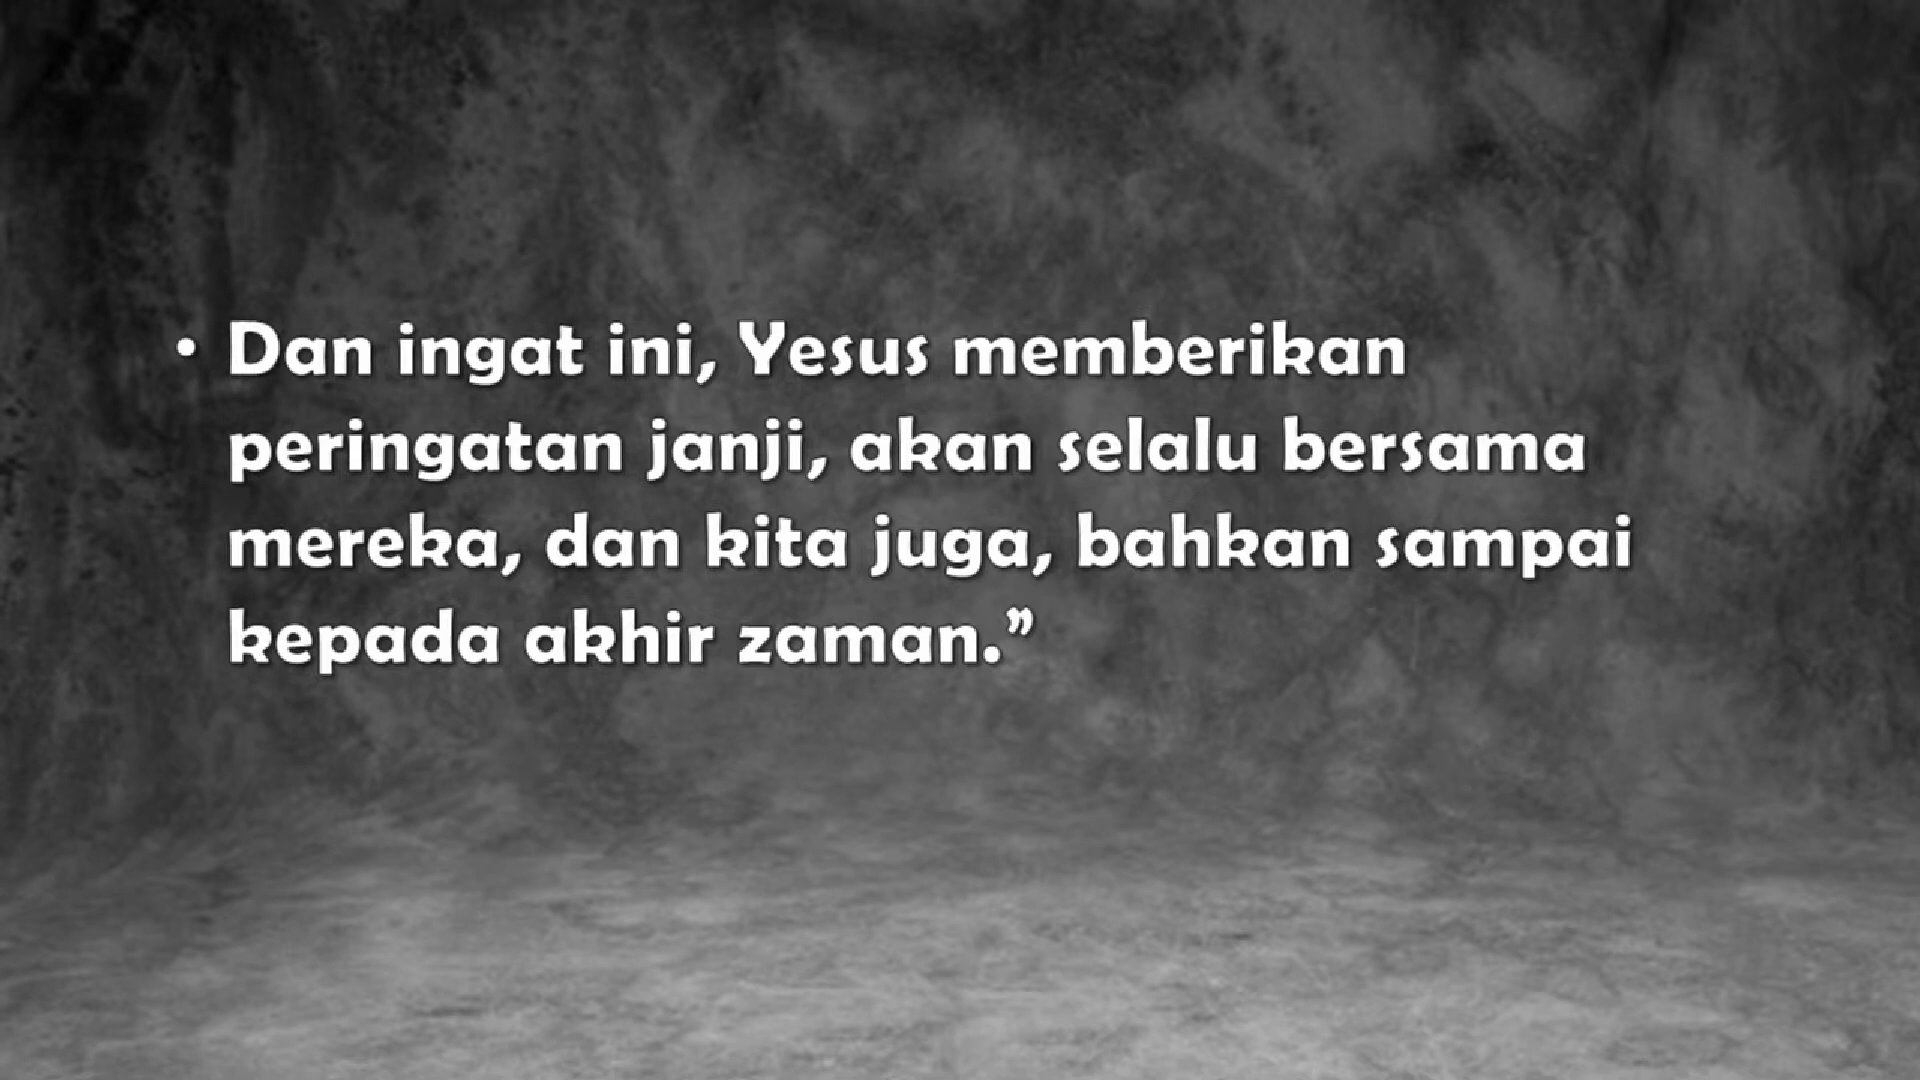 • Dan ingat ini, Yesus memberikan
peringatan janji, akan selalu bersama
mereka, dan kita juga, bahkan sampai
kepada akhir zaman.”